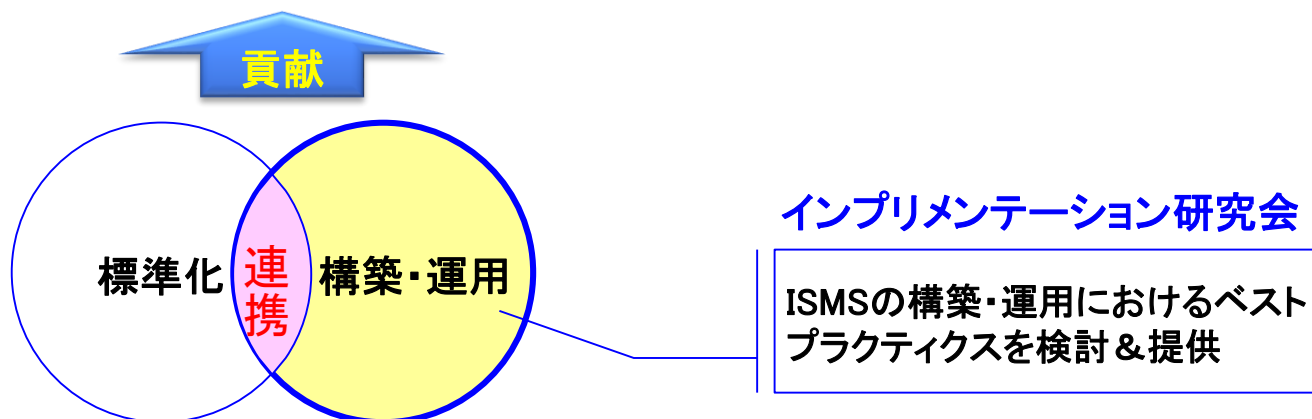 貢献
標準化
連
携
構築・運用
インプリメンテーション研究会
ISMSの構築・運用におけるベスト
プラクティクスを検討＆提供